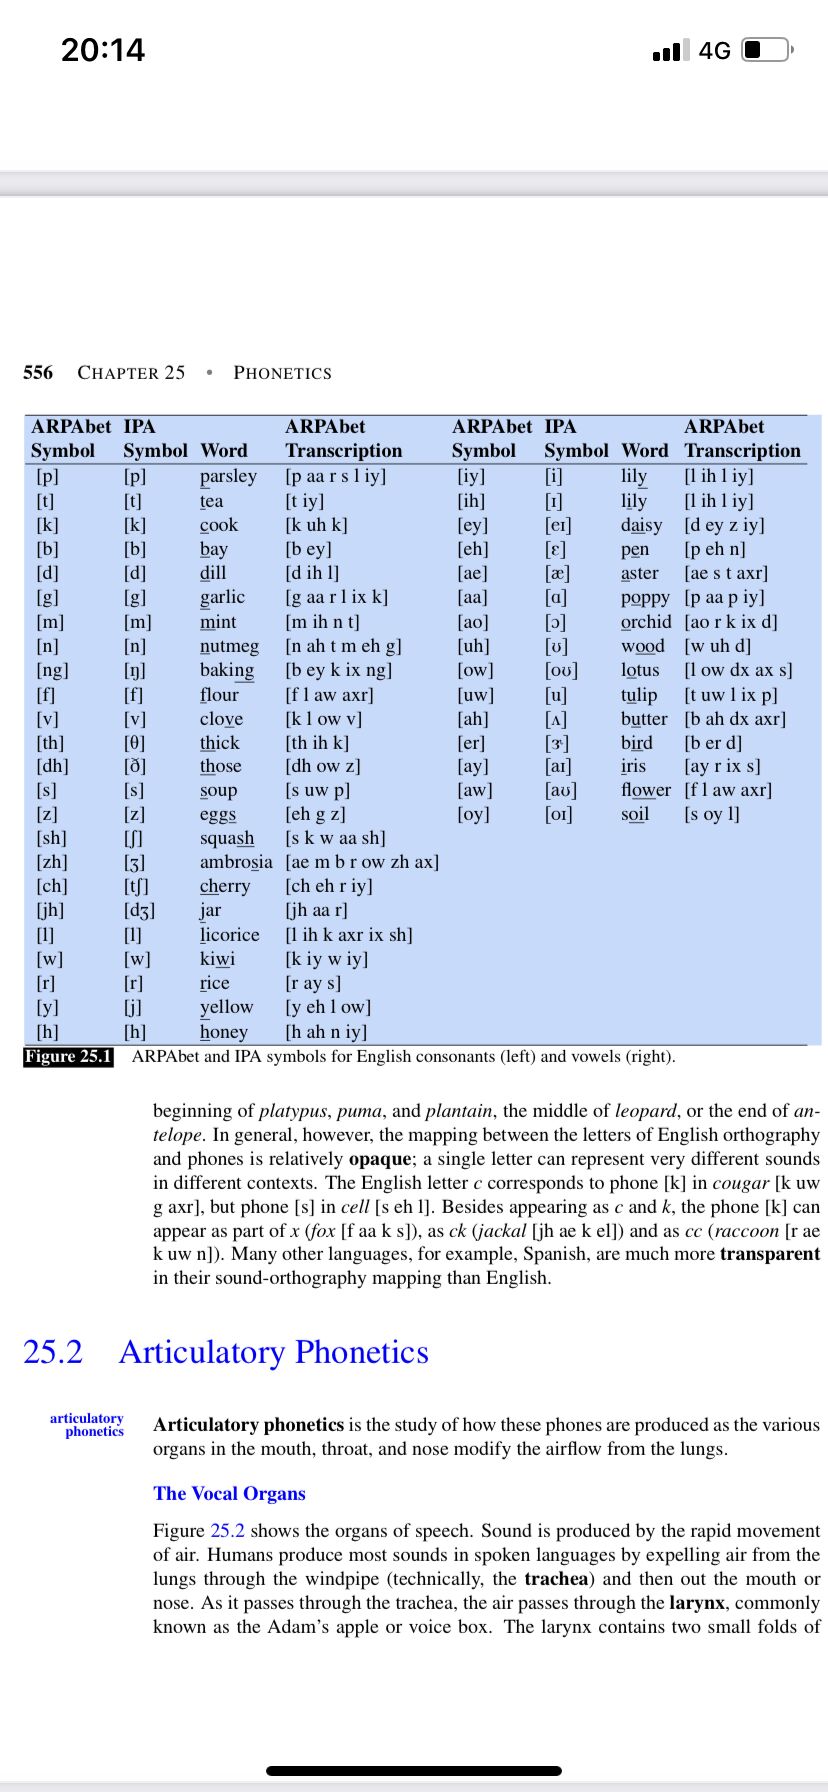 20:14 4G
556 CHAPTER 25 • PHONETICS
ARPAbet IPA ARPAbet ARPAbet IPA ARPAbet
Symbol Symbol Word Transcription Symbol Symbol Word Transcription
[p] [p] parsley [p aa r s l iy] [iy] [i] lily [l ih l iy]
[t] [t] tea [t iy] [ih] [ɪ] lily [l ih l iy]
[k] [k] cook [k uh k] [ey] [eɪ] daisy [d ey z iy]
[b] [b] bay [b ey] [eh] [ɛ] pen [p eh n]
[d] [d] dill [d ih l] [ae] [æ] aster [ae s t axr]
[g] [g] garlic [g aa r l ix k] [aa] [ɑ] poppy [p aa p iy]
[m] [m] mint [m ih n t] [ao] [ɔ] orchid [ao r k ix d]
[n] [n] nutmeg [n ah t m eh g] [uh] [ʊ] wood [w uh d]
[ng] [ŋ] baking [b ey k ix ng] [ow] [oʊ] lotus [l ow dx ax s]
[f] [f] flour [f l aw axr] [uw] [u] tulip [t uw l ix p]
[v] [v] clove [k l ow v] [ah] [ʌ] butter [b ah dx axr]
[th] [θ] thick [th ih k] [er] [ɝ] bird [b er d]
[dh] [ð] those [dh ow z] [ay] [aɪ] iris [ay r ix s]
[s] [s] soup [s uw p] [aw] [aʊ] flower [f l aw axr]
[z] [z] eggs [eh g z] [oy] [oɪ] soil [s oy l]
[sh] [ʃ] squash [s k w aa sh]
[zh] [ʒ] ambrosia [ae m b r ow zh ax]
[ch] [tʃ] cherry [ch eh r iy]
[jh] [dʒ] jar [jh aa r]
[l] [l] licorice [l ih k axr ix sh]
[w] [w] kiwi [k iy w iy]
[r] [r] rice [r ay s]
[y] [j] yellow [y eh l ow]
[h] [h] honey [h ah n iy]
Figure 25.1 ARPAbet and IPA symbols for English consonants (left) and vowels (right).
beginning of platypus, puma, and plantain, the middle of leopard, or the end of an-
telope. In general, however, the mapping between the letters of English orthography
and phones is relatively opaque; a single letter can represent very different sounds
in different contexts. The English letter c corresponds to phone [k] in cougar [k uw
g axr], but phone [s] in cell [s eh l]. Besides appearing as c and k, the phone [k] can
appear as part of x (fox [f aa k s]), as ck (jackal [jh ae k el]) and as cc (raccoon [r ae
k uw n]). Many other languages, for example, Spanish, are much more transparent
in their sound-orthography mapping than English.
25.2 Articulatory Phonetics
articulatory
phonetics
Articulatory phonetics is the study of how these phones are produced as the various
organs in the mouth, throat, and nose modify the airflow from the lungs.
The Vocal Organs
Figure 25.2 shows the organs of speech. Sound is produced by the rapid movement
of air. Humans produce most sounds in spoken languages by expelling air from the
lungs through the windpipe (technically, the trachea) and then out the mouth or
nose. As it passes through the trachea, the air passes through the larynx, commonly
known as the Adam's apple or voice box. The larynx contains two small folds of